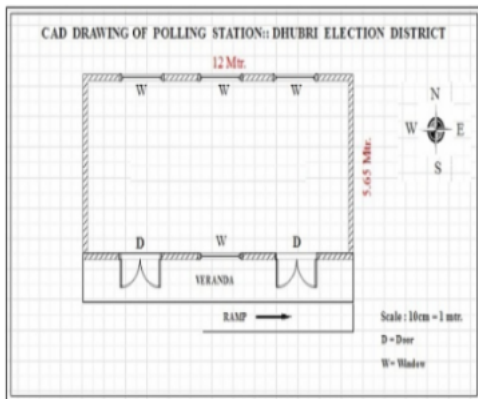 CAD DRAWING OF POLLING STATION:: DHUBRI ELECTION DISTRICT
12 Mtr.
W W W
N
W E
S
5.65 Mtr.
D W D
VERANDA
RAMP
Scale : 10cm = 1 mtr.
D = Door
W= Window